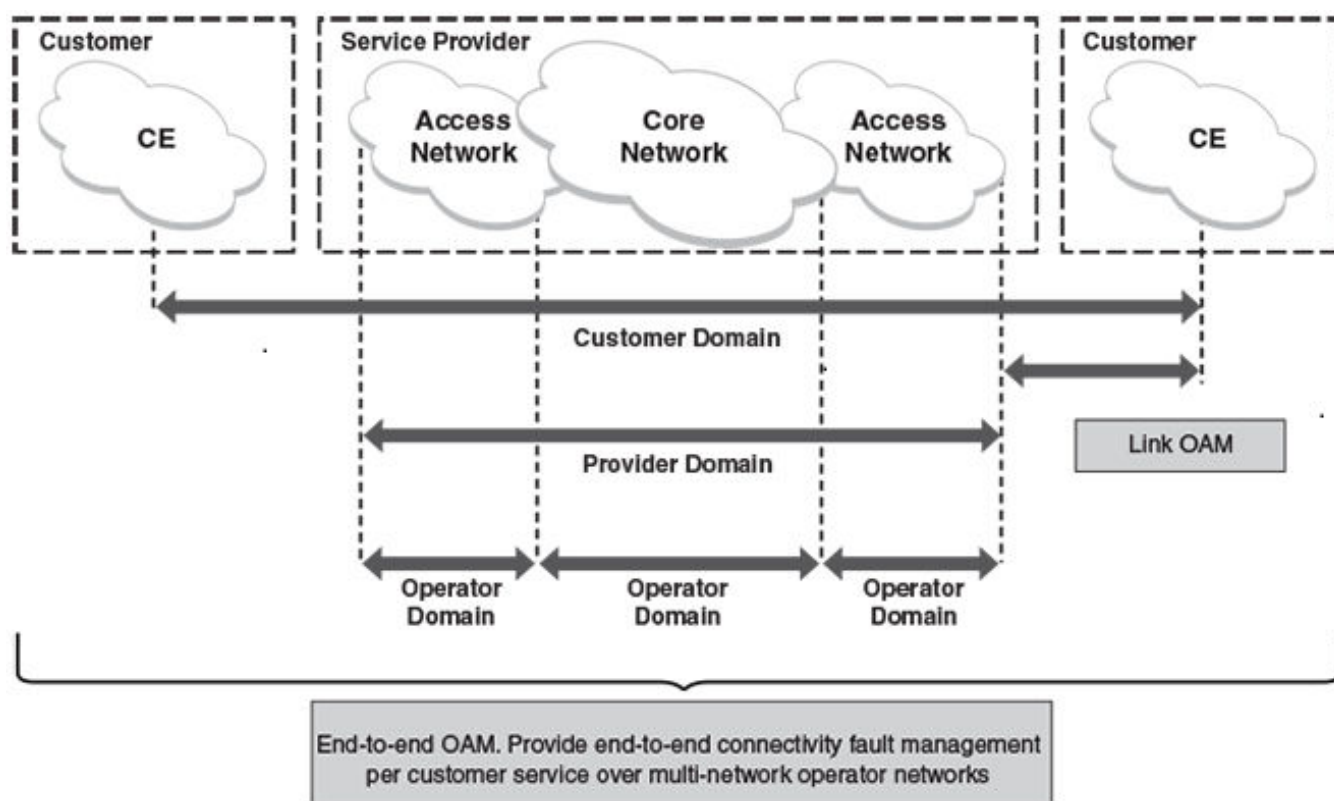 Customer
Service Provider
Customer
CE
Access
Network
Core
Network
Access
Network
CE
Customer Domain
Link OAM
Provider Domain
Operator
Domain
Operator
Domain
Operator
Domain
End-to-end OAM. Provide end-to-end connectivity fault management
per customer service over multi-network operator networks